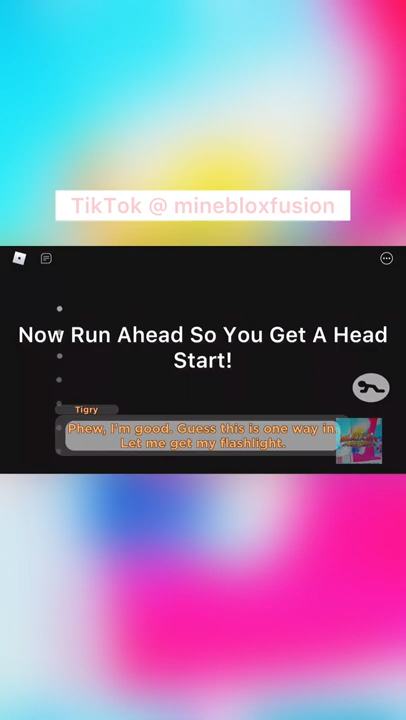 TikTok @ minebloxfusion
Now Run Ahead So You Get A Head
Start!
Tigry
Phew, I'm good. Guess this is one way in.
Let me get my flashlight.